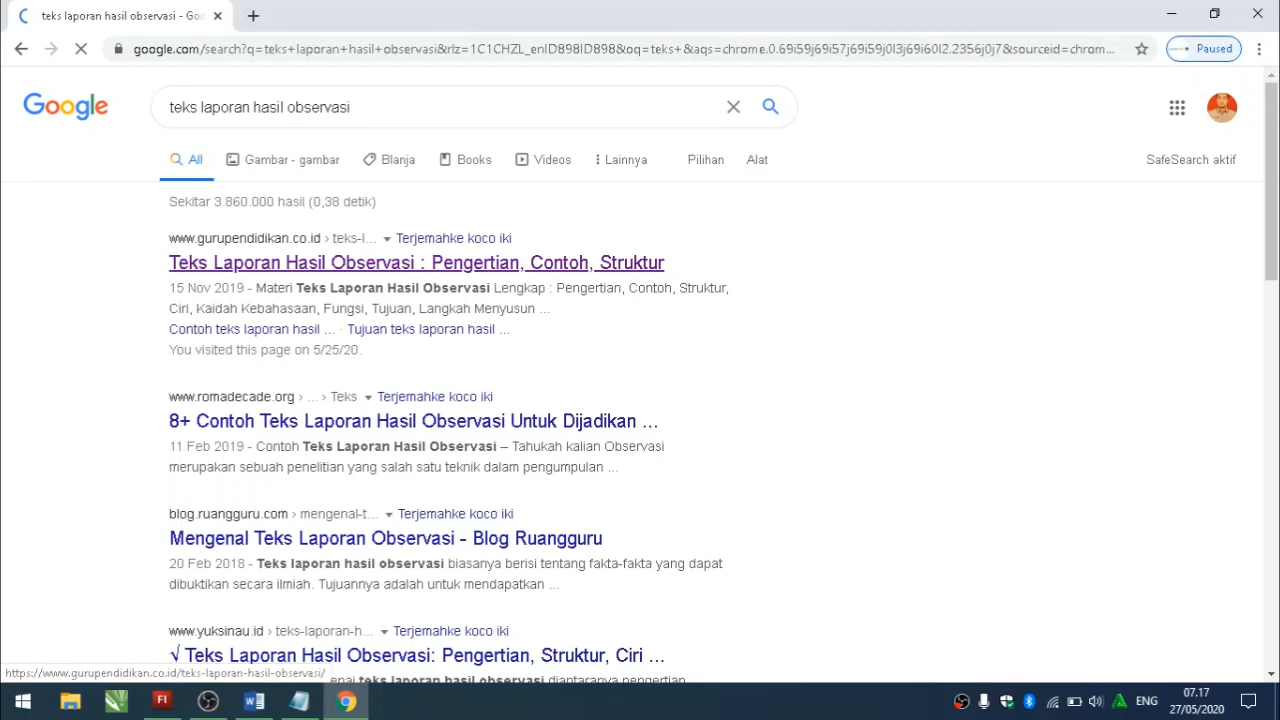 teks laporan hasil observasi - Goo
google.com/search?q=teks+laporan+hasil+observasi&rlz=1C1CHZL_enID898ID898&oq=teks+&aqs=chrome.0.69i59j69i57j69i59j0l3j69i60l2.2356j0j7&sourceid=chrom...
Paused
Google
teks laporan hasil observasi
All Gambar - gambar Blanja Books Videos Lainnya Pilihan Alat SafeSearch aktif
Sekitar 3.860.000 hasil (0,38 detik)
www.gurupendidikan.co.id › teks-l... Terjemahke koco iki
Teks Laporan Hasil Observasi : Pengertian, Contoh, Struktur
15 Nov 2019 - Materi Teks Laporan Hasil Observasi Lengkap : Pengertian, Contoh, Struktur,
Ciri, Kaidah Kebahasaan, Fungsi, Tujuan, Langkah Menyusun ...
Contoh teks laporan hasil ... · Tujuan teks laporan hasil ...
You visited this page on 5/25/20.
www.romadecade.org › ... › Teks Terjemahke koco iki
8+ Contoh Teks Laporan Hasil Observasi Untuk Dijadikan ...
11 Feb 2019 - Contoh Teks Laporan Hasil Observasi – Tahukah kalian Observasi
merupakan sebuah penelitian yang salah satu teknik dalam pengumpulan ...
blog.ruangguru.com › mengenal-t... Terjemahke koco iki
Mengenal Teks Laporan Observasi - Blog Ruangguru
20 Feb 2018 - Teks laporan hasil observasi biasanya berisi tentang fakta-fakta yang dapat
dibuktikan secara ilmiah. Tujuannya adalah untuk mendapatkan ...
www.yuksinau.id › teks-laporan-h... Terjemahke koco iki
√ Teks Laporan Hasil Observasi: Pengertian, Struktur, Ciri ...
https://www.gurupendidikan.co.id/teks-laporan-hasil-observasi/
enai teks laporan hasil observasi diantaranya pengertian
Fl
ENG
07.17
27/05/2020